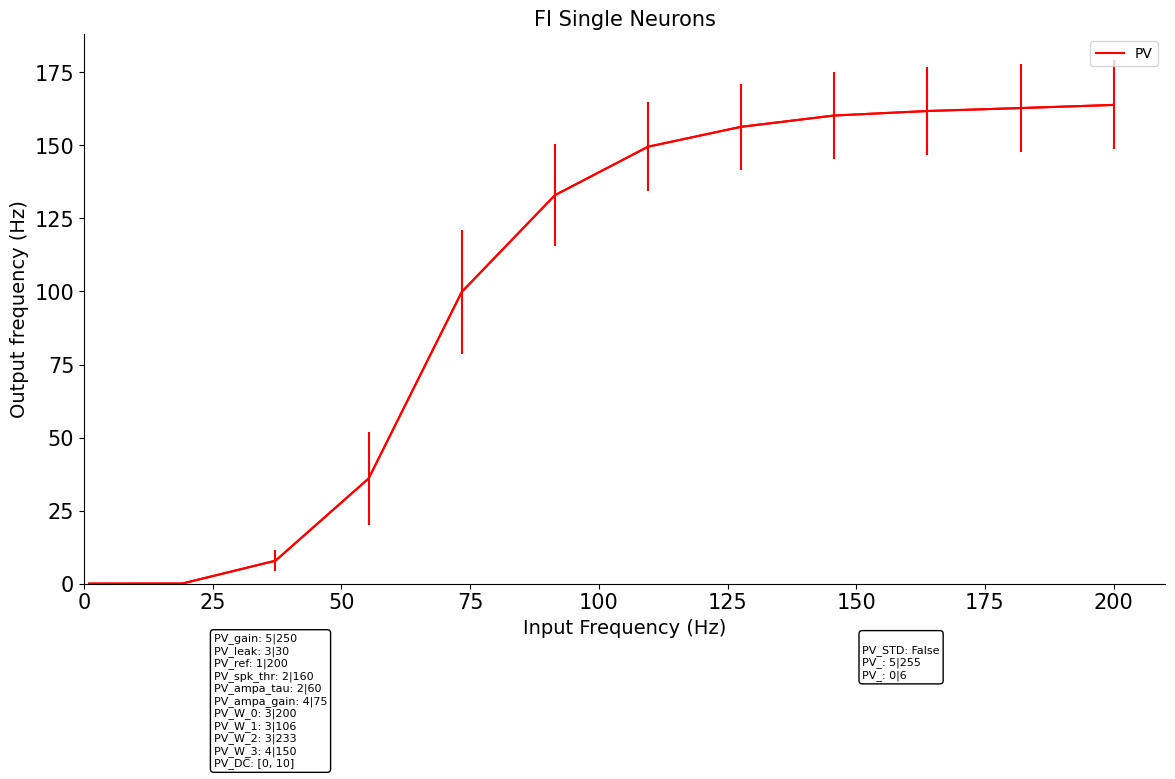 FI Single Neurons
PV
175
150
125
100
75
50
25
0
Output frequency (Hz)
0 25 50 75 100 125 150 175 200
Input Frequency (Hz)
PV_gain: 5|250
PV_leak: 3|30
PV_ref: 1|200
PV_spk_thr: 2|160
PV_ampa_tau: 2|60
PV_ampa_gain: 4|75
PV_W_0: 3|200
PV_W_1: 3|106
PV_W_2: 3|233
PV_W_3: 4|150
PV_DC: [0, 10]
PV_STD: False
PV_: 5|255
PV_: 0|6